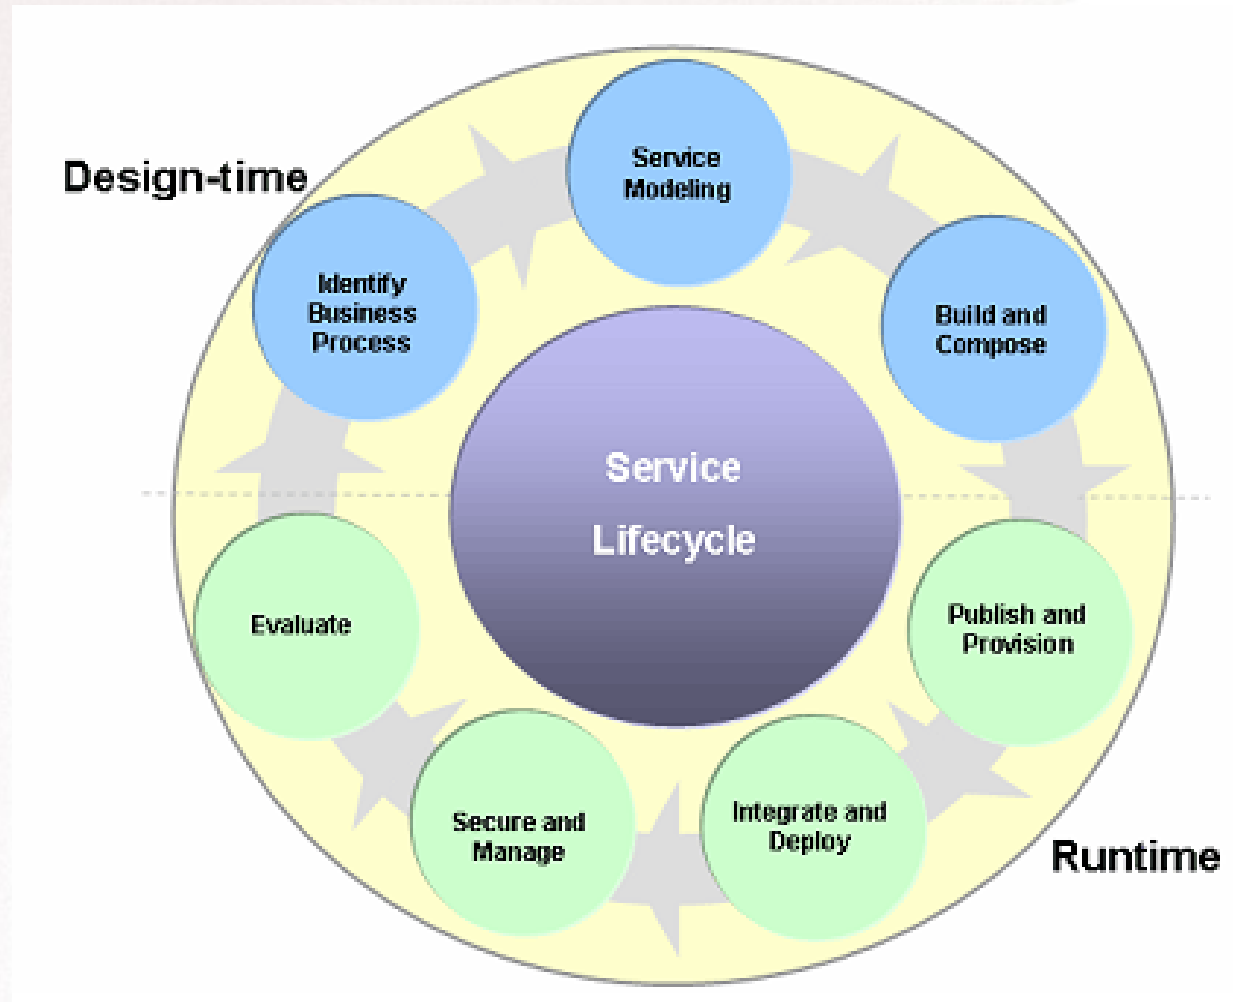 Design-time
Service
Modeling
Identify
Business
Process
Build and
Compose
Service
Lifecycle
Evaluate
Publish and
Provision
Secure and
Manage
Integrate and
Deploy
Runtime